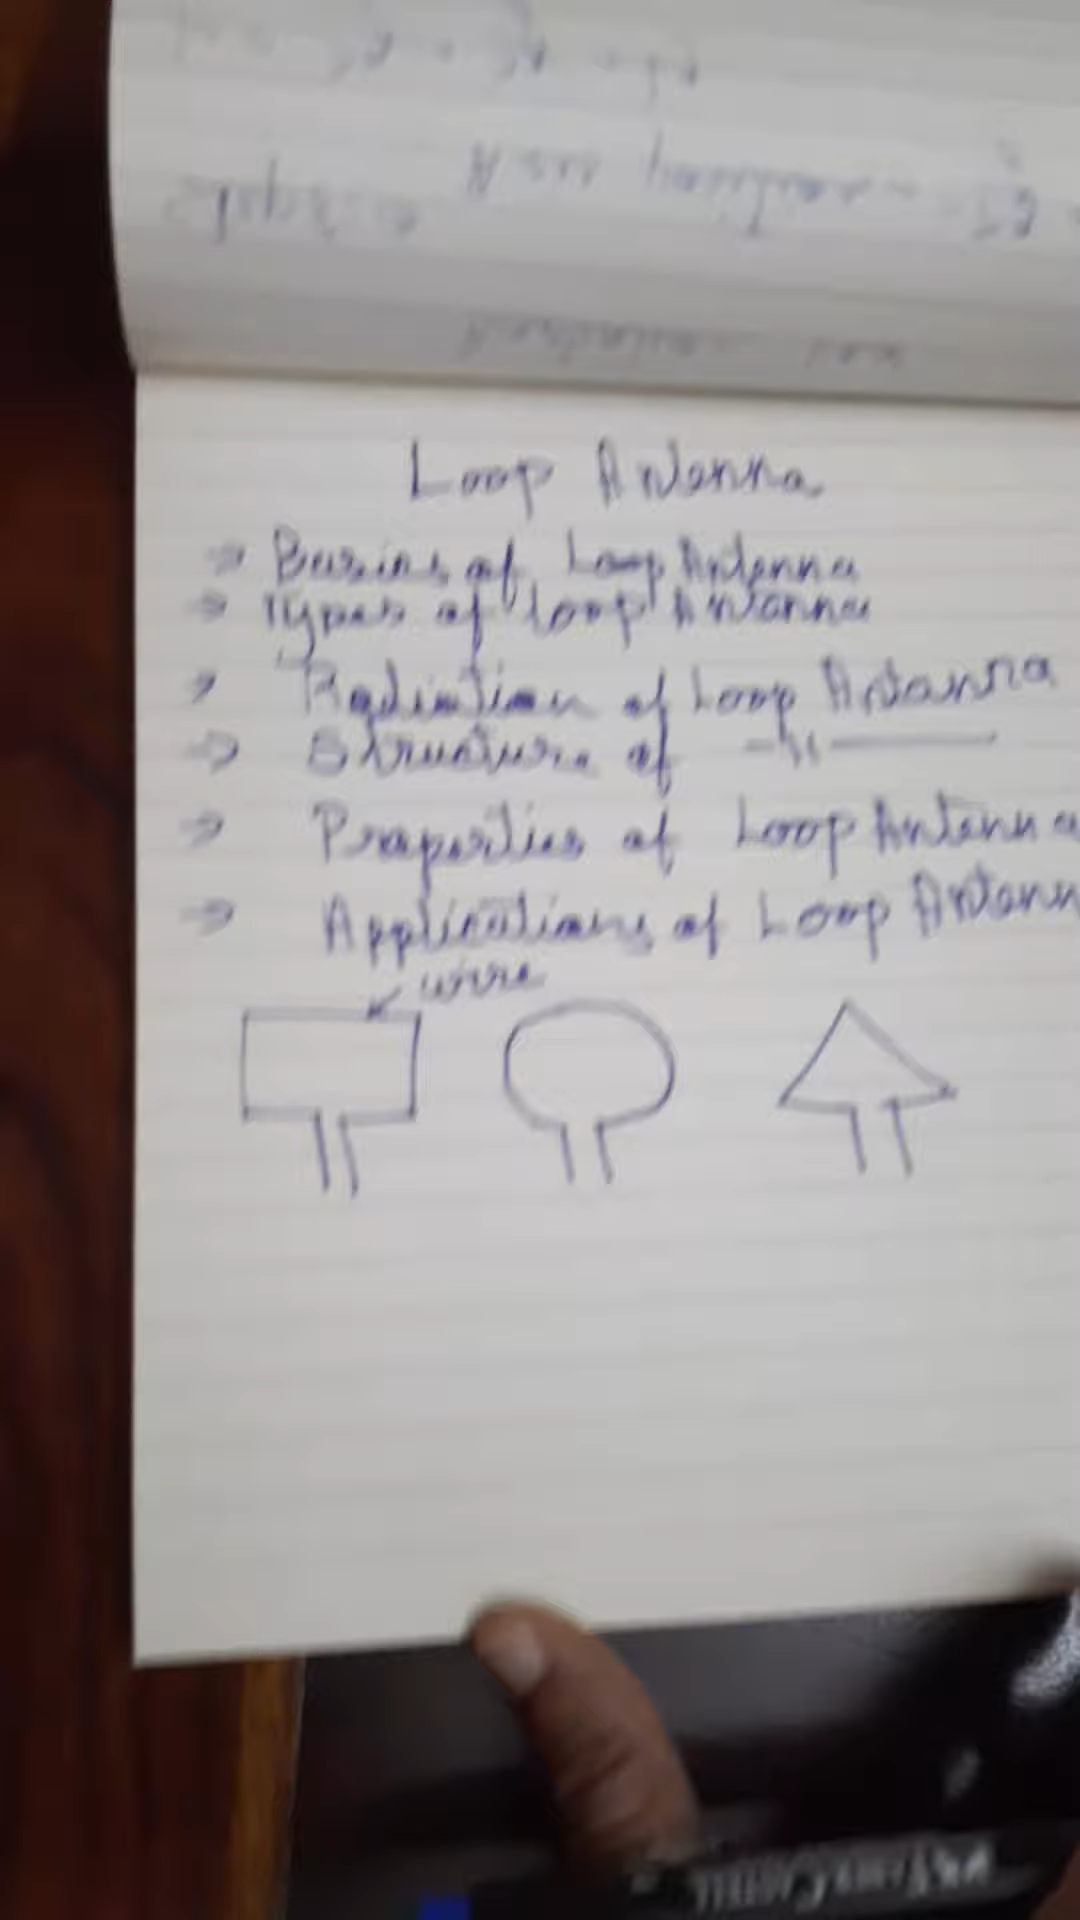 Loop Antenna
→ Basics of Loop Antenna
→ Types of Loop Antenna
→ Radiation of Loop Antenna
→ Structure of —〃—
→ Properties of Loop Antenna
→ Applications of Loop Antenn
wire